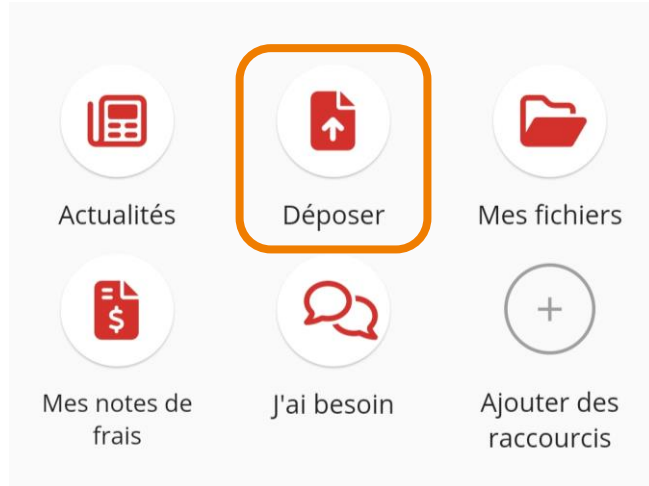 Actualités
Déposer
Mes fichiers
Mes notes de
frais
J'ai besoin
Ajouter des
raccourcis